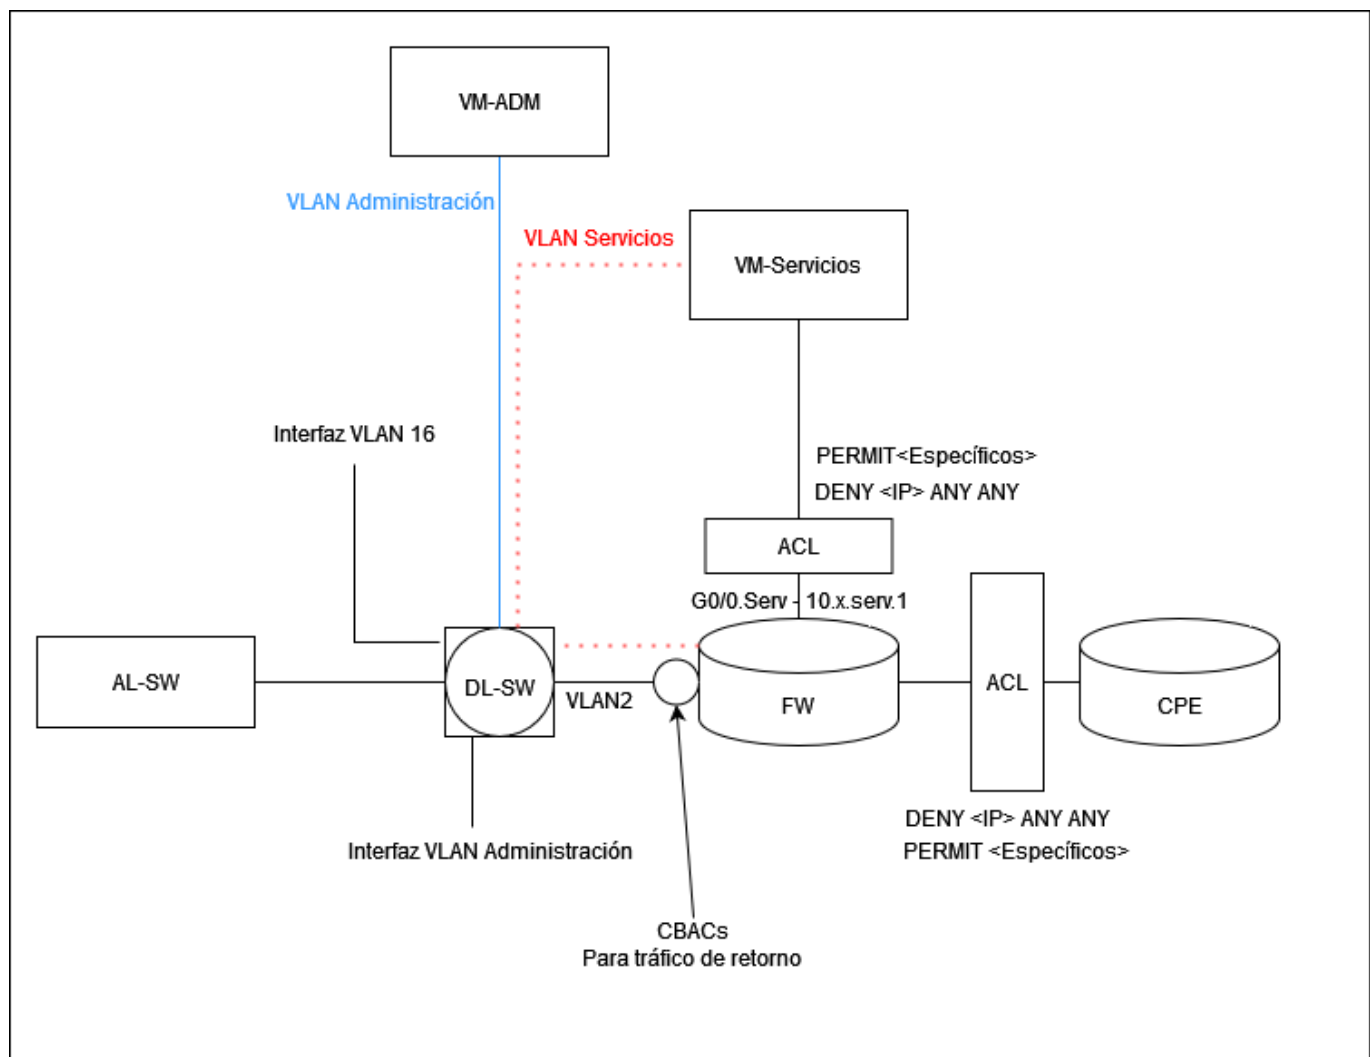 VM-ADM
VLAN Administración
VLAN Servicios
VM-Servicios
Interfaz VLAN 16
PERMIT<Específicos>
DENY <IP> ANY ANY
ACL
G0/0.Serv - 10.x.serv.1
AL-SW
DL-SW
VLAN2
FW
ACL
CPE
DENY <IP> ANY ANY
PERMIT <Específicos>
Interfaz VLAN Administración
CBACs
Para tráfico de retorno